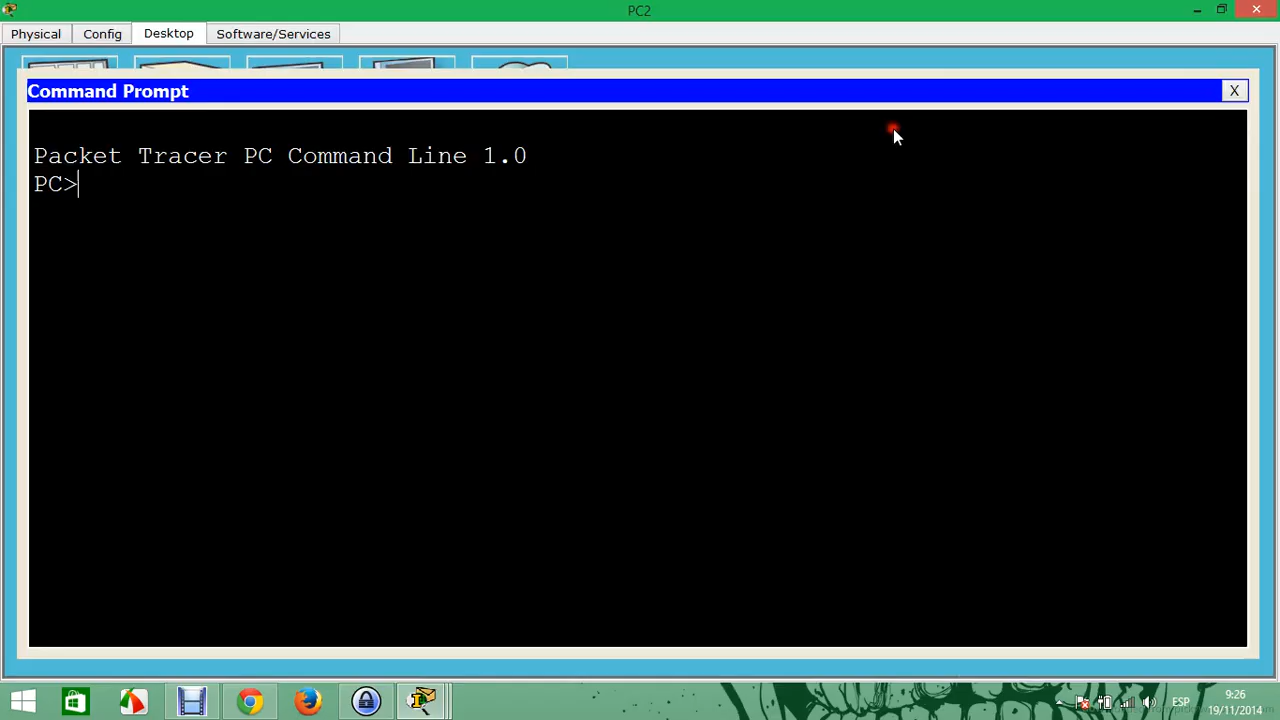 PC2
Physical Config Desktop Software/Services
Command Prompt X
Packet Tracer PC Command Line 1.0
PC>
ESP
9:26
19/11/2014